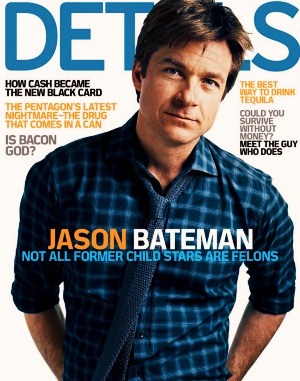 DETAILS
HOW CASH BECAME
THE NEW BLACK CARD
THE PENTAGON'S LATEST
NIGHTMARE–THE DRUG
THAT COMES IN A CAN
IS BACON
GOD?
THE BEST
WAY TO DRINK
TEQUILA
COULD YOU
SURVIVE
WITHOUT
MONEY?
MEET THE GUY
WHO DOES
JASON BATEMAN
NOT ALL FORMER CHILD STARS ARE FELONS